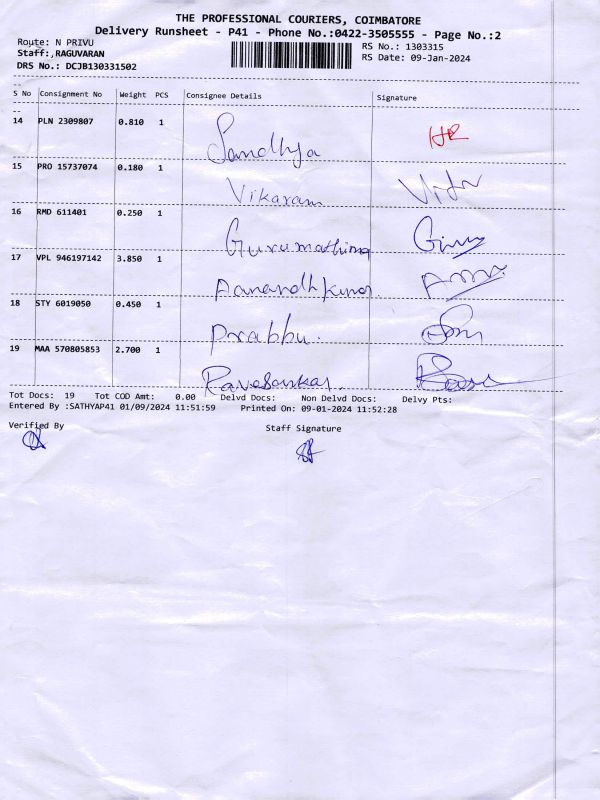 THE PROFESSIONAL COURIERS, COIMBATORE
Delivery Runsheet - P41 - Phone No.:0422-3505555 - Page No.:2
Route: N PRIVU
RS No.: 1303315
Staff:,RAGUVARAN
RS Date: 09-Jan-2024
DRS No.: DCJB130331502
S No Consignment No Weight PCS Consignee Details Signature
14 PLN 2309807 0.810 1 Sandhya HR
15 PRO 15737074 0.180 1 Vikaram
16 RMD 611401 0.250 1 Gurumathima
17 VPL 946197142 3.850 1
18 STY 6019050 0.450 1 Prabhu.
19 MAA 570805853 2.700 1
Tot Docs: 19 Tot COD Amt: 0.00 Delvd Docs: Non Delvd Docs: Delvy Pts:
Entered By :SATHYAP41 01/09/2024 11:51:59 Printed On: 09-01-2024 11:52:28
Verified By Staff Signature